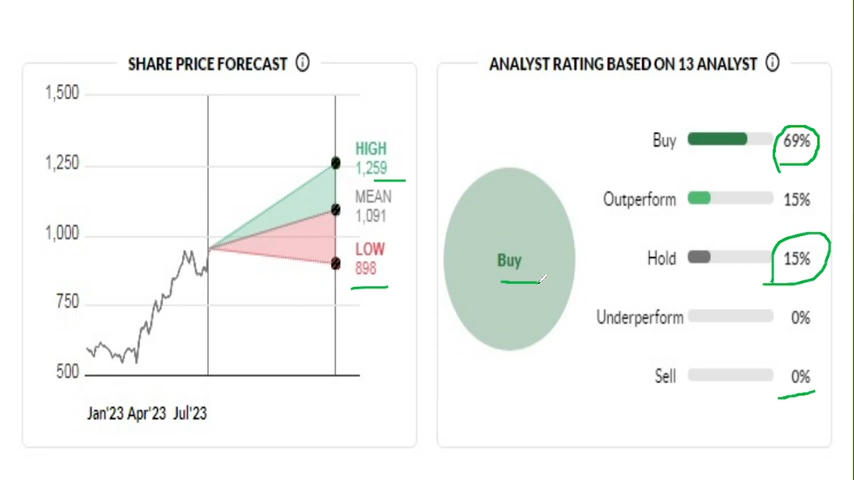 SHARE PRICE FORECAST
1,500
1,250
1,000
750
500
HIGH
1,259
MEAN
1,091
LOW
898
Jan'23 Apr'23 Jul'23
ANALYST RATING BASED ON 13 ANALYST
Buy
Buy 69%
Outperform 15%
Hold 15%
Underperform 0%
Sell 0%